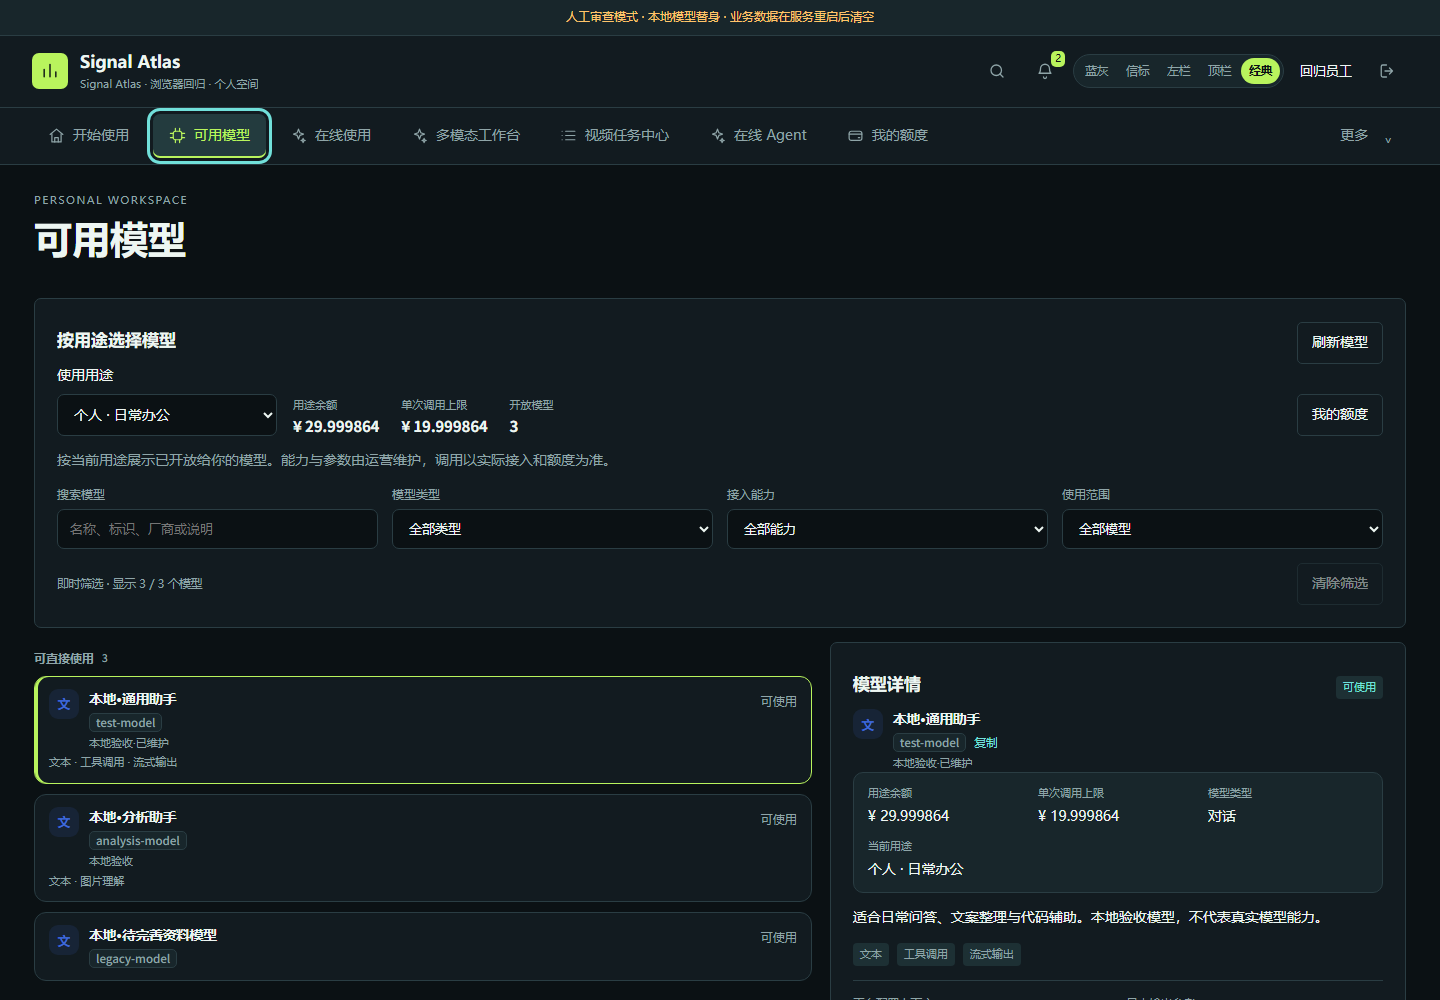 人工审查模式 · 本地模型替身 · 业务数据在服务重启后清空
Signal Atlas
Signal Atlas · 浏览器回归 · 个人空间
2
蓝灰 信标 左栏 顶栏 经典
回归员工
开始使用 可用模型 在线使用 多模态工作台 视频任务中心 在线 Agent 我的额度 更多
PERSONAL WORKSPACE
可用模型
按用途选择模型
刷新模型
使用用途
个人 · 日常办公
用途余额 单次调用上限 开放模型
¥ 29.999864 ¥ 19.999864 3
我的额度
按当前用途展示已开放给你的模型。能力与参数由运营维护，调用以实际接入和额度为准。
搜索模型 模型类型 接入能力 使用范围
名称、标识、厂商或说明 全部类型 全部能力 全部模型
即时筛选 · 显示 3 / 3 个模型
清除筛选
可直接使用 3
文
本地·通用助手
可使用
test-model
本地验收·已维护
文本 · 工具调用 · 流式输出
文
本地·分析助手
可使用
analysis-model
本地验收
文本 · 图片理解
文
本地·待完善资料模型
可使用
legacy-model
模型详情
可使用
文
本地·通用助手
test-model 复制
本地验收·已维护
用途余额 单次调用上限 模型类型
¥ 29.999864 ¥ 19.999864 对话
当前用途
个人 · 日常办公
适合日常问答、文案整理与代码辅助。本地验收模型，不代表真实模型能力。
文本 工具调用 流式输出